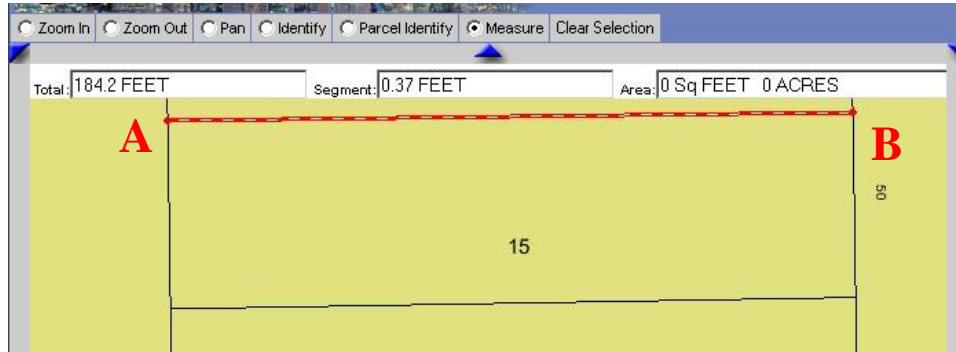 Zoom In Zoom Out Pan Identify Parcel Identify Measure Clear Selection
Total: 184.2 FEET Segment: 0.37 FEET Area: 0 Sq FEET 0 ACRES
A B
50
15